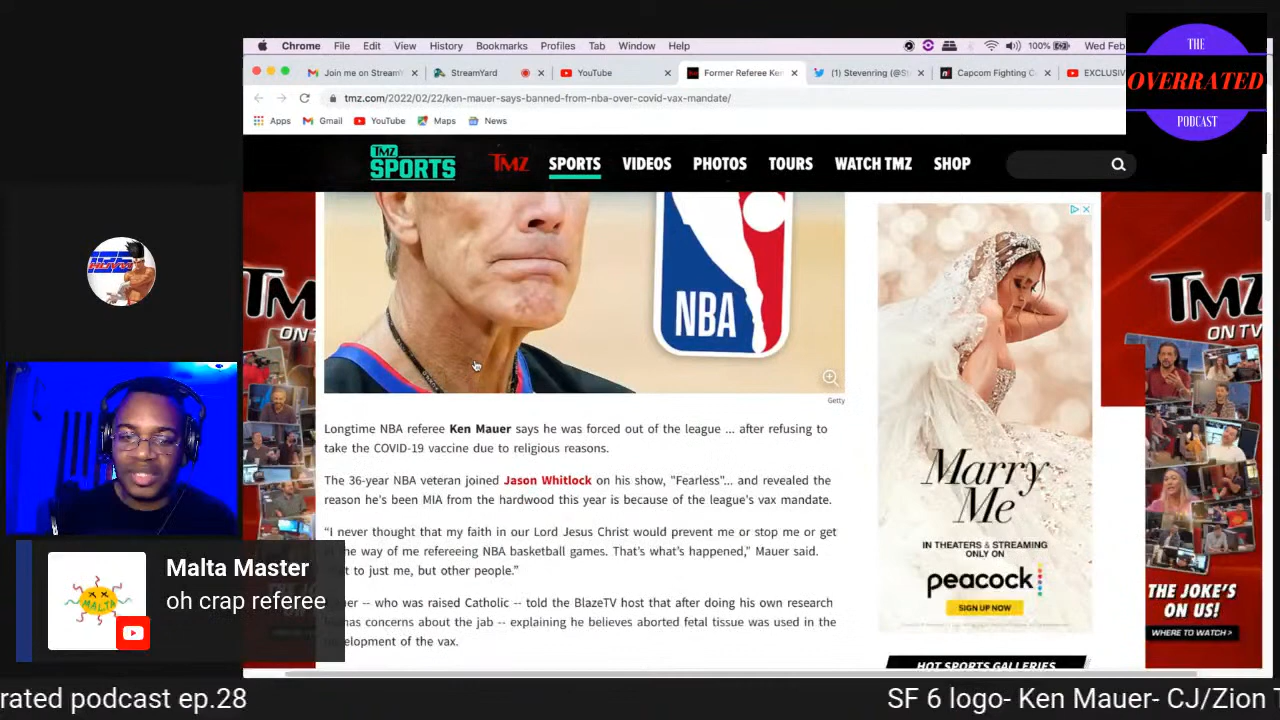 Chrome File Edit View History Bookmarks Profiles Tab Window Help
100%
Wed Feb
THE
OVERRATED
PODCAST
Join me on StreamY
StreamYard
YouTube
Former Referee Ken
(1) Stevenring (@St
Capcom Fighting C
EXCLUSIV
tmz.com/2022/02/22/ken-mauer-says-banned-from-nba-over-covid-vax-mandate/
Apps Gmail YouTube Maps News
TMZ SPORTS
TMZ SPORTS VIDEOS PHOTOS TOURS WATCH TMZ SHOP
NBA
Getty
Longtime NBA referee Ken Mauer says he was forced out of the league ... after refusing to
take the COVID-19 vaccine due to religious reasons.
The 36-year NBA veteran joined Jason Whitlock on his show, "Fearless"... and revealed the
reason he's been MIA from the hardwood this year is because of the league's vax mandate.
“I never thought that my faith in our Lord Jesus Christ would prevent me or stop me or get
the way of me refereeing NBA basketball games. That's what's happened,” Mauer said.
t to just me, but other people.”
uer -- who was raised Catholic -- told the BlazeTV host that after doing his own research
has concerns about the jab -- explaining he believes aborted fetal tissue was used in the
elopment of the vax.
Marry
Me
IN THEATERS & STREAMING
ONLY ON
peacock
SIGN UP NOW
HOT SPORTS GALLERIES
TM
ON
TMZ
ON TV
THE JOKE'S
ON US!
WHERE TO WATCH >
MALTA
Malta Master
oh crap referee
rated podcast ep.28
SF 6 logo- Ken Mauer- CJ/Zion T